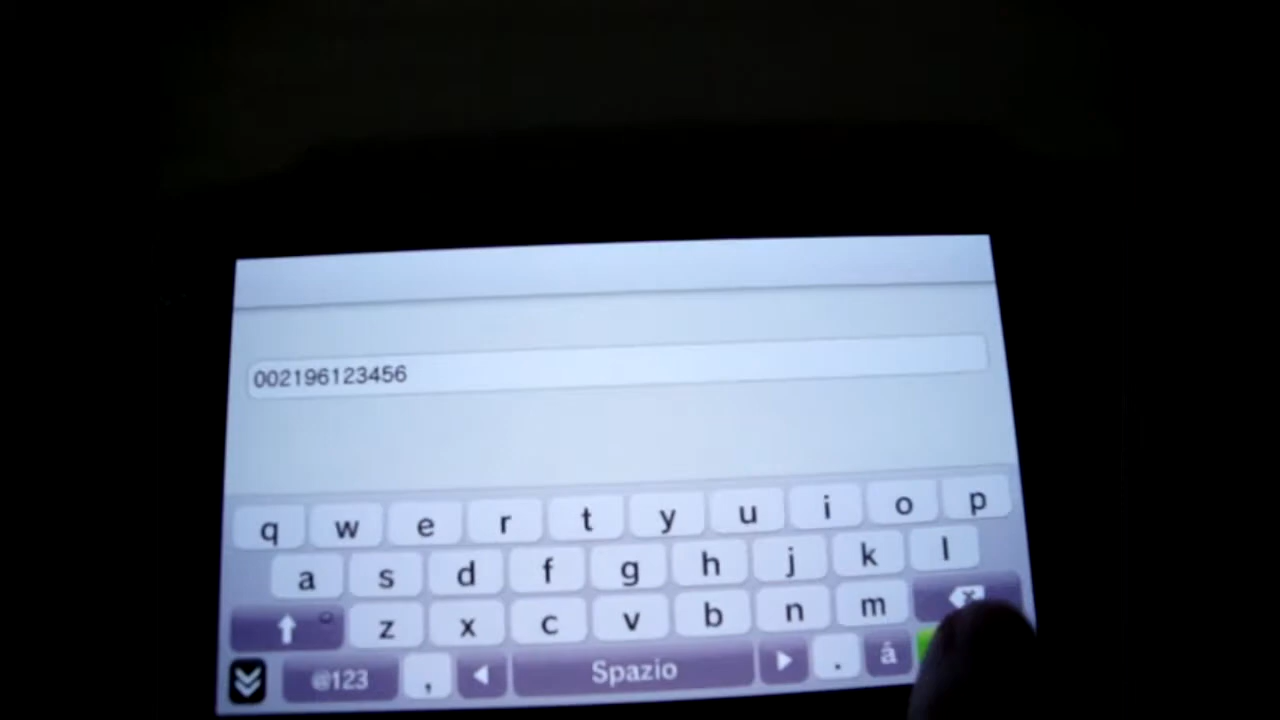 002196123456
q w e r t y u i o p
a s d f g h j k l
z x c v b n m
@123 , Spazio . á